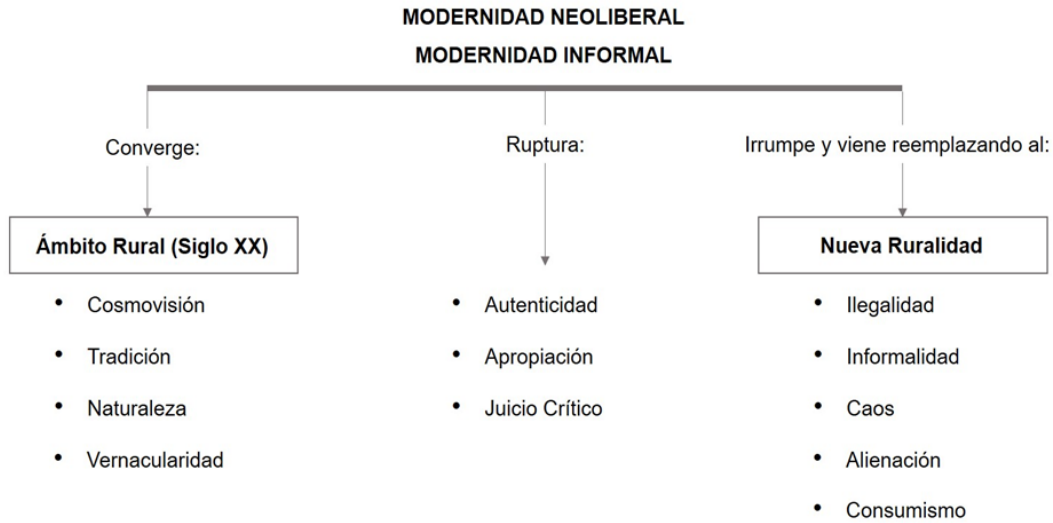 MODERNIDAD NEOLIBERAL
MODERNIDAD INFORMAL
Converge:
Ámbito Rural (Siglo XX)
• Cosmovisión
• Tradición
• Naturaleza
• Vernacularidad
Ruptura:
• Autenticidad
• Apropiación
• Juicio Crítico
Irrumpe y viene reemplazando al:
Nueva Ruralidad
• Ilegalidad
• Informalidad
• Caos
• Alienación
• Consumismo